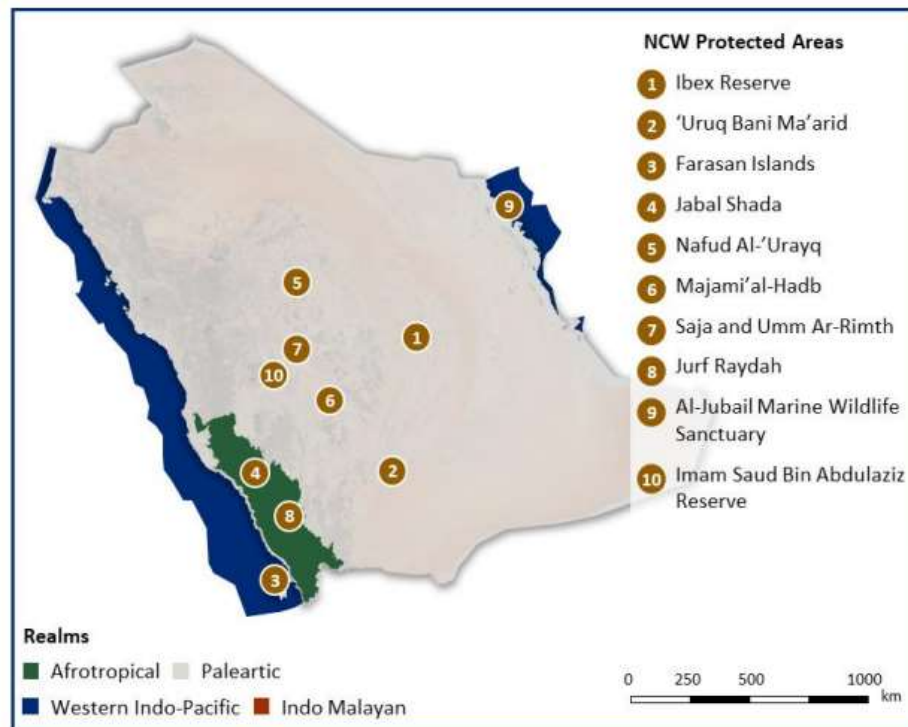 NCW Protected Areas
1 Ibex Reserve
2 ‘Uruq Bani Ma’arid
3 Farasan Islands
4 Jabal Shada
5 Nafud Al-’Urayq
6 Majami’al-Hadb
7 Saja and Umm Ar-Rimth
8 Jurf Raydah
9 Al-Jubail Marine Wildlife
Sanctuary
10 Imam Saud Bin Abdulaziz
Reserve
9
5
1
7
10
6
4
2
8
3
Realms
Afrotropical Paleartic
Western Indo-Pacific Indo Malayan
0 250 500 1000
km